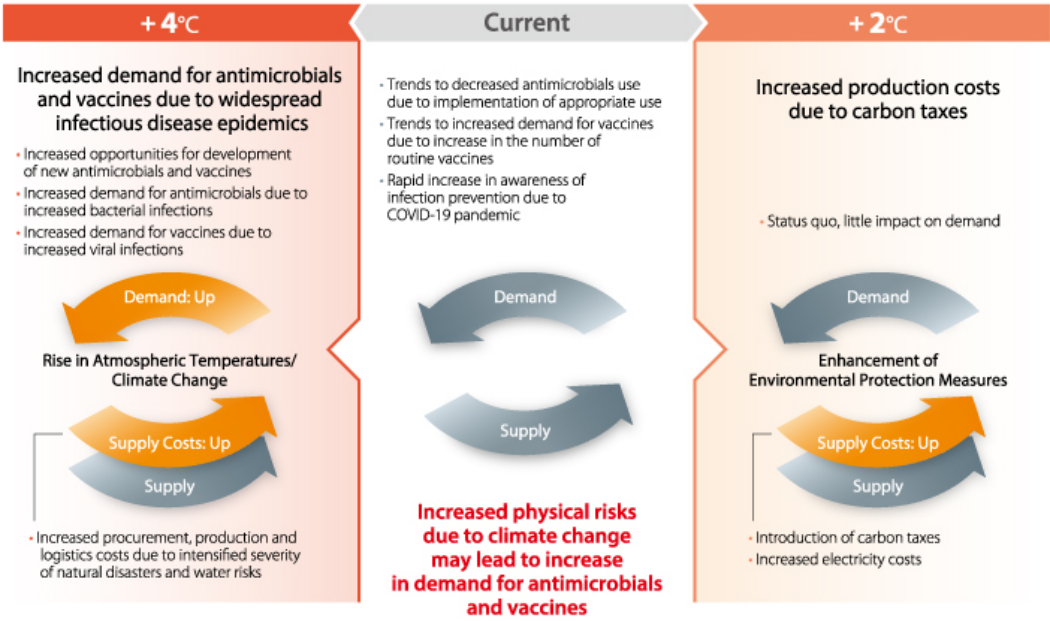 + 4℃
Current
+ 2℃
Increased demand for antimicrobials
and vaccines due to widespread
infectious disease epidemics
• Increased opportunities for development
of new antimicrobials and vaccines
• Increased demand for antimicrobials due to
increased bacterial infections
• Increased demand for vaccines due to
increased viral infections
Demand: Up
Rise in Atmospheric Temperatures/
Climate Change
Supply Costs: Up
Supply
• Increased procurement, production and
logistics costs due to intensified severity
of natural disasters and water risks
• Trends to decreased antimicrobials use
due to implementation of appropriate use
• Trends to increased demand for vaccines
due to increase in the number of
routine vaccines
• Rapid increase in awareness of
infection prevention due to
COVID-19 pandemic
Demand
Supply
Increased physical risks
due to climate change
may lead to increase
in demand for antimicrobials
and vaccines
Increased production costs
due to carbon taxes
• Status quo, little impact on demand
Demand
Enhancement of
Environmental Protection Measures
Supply Costs: Up
Supply
• Introduction of carbon taxes
• Increased electricity costs